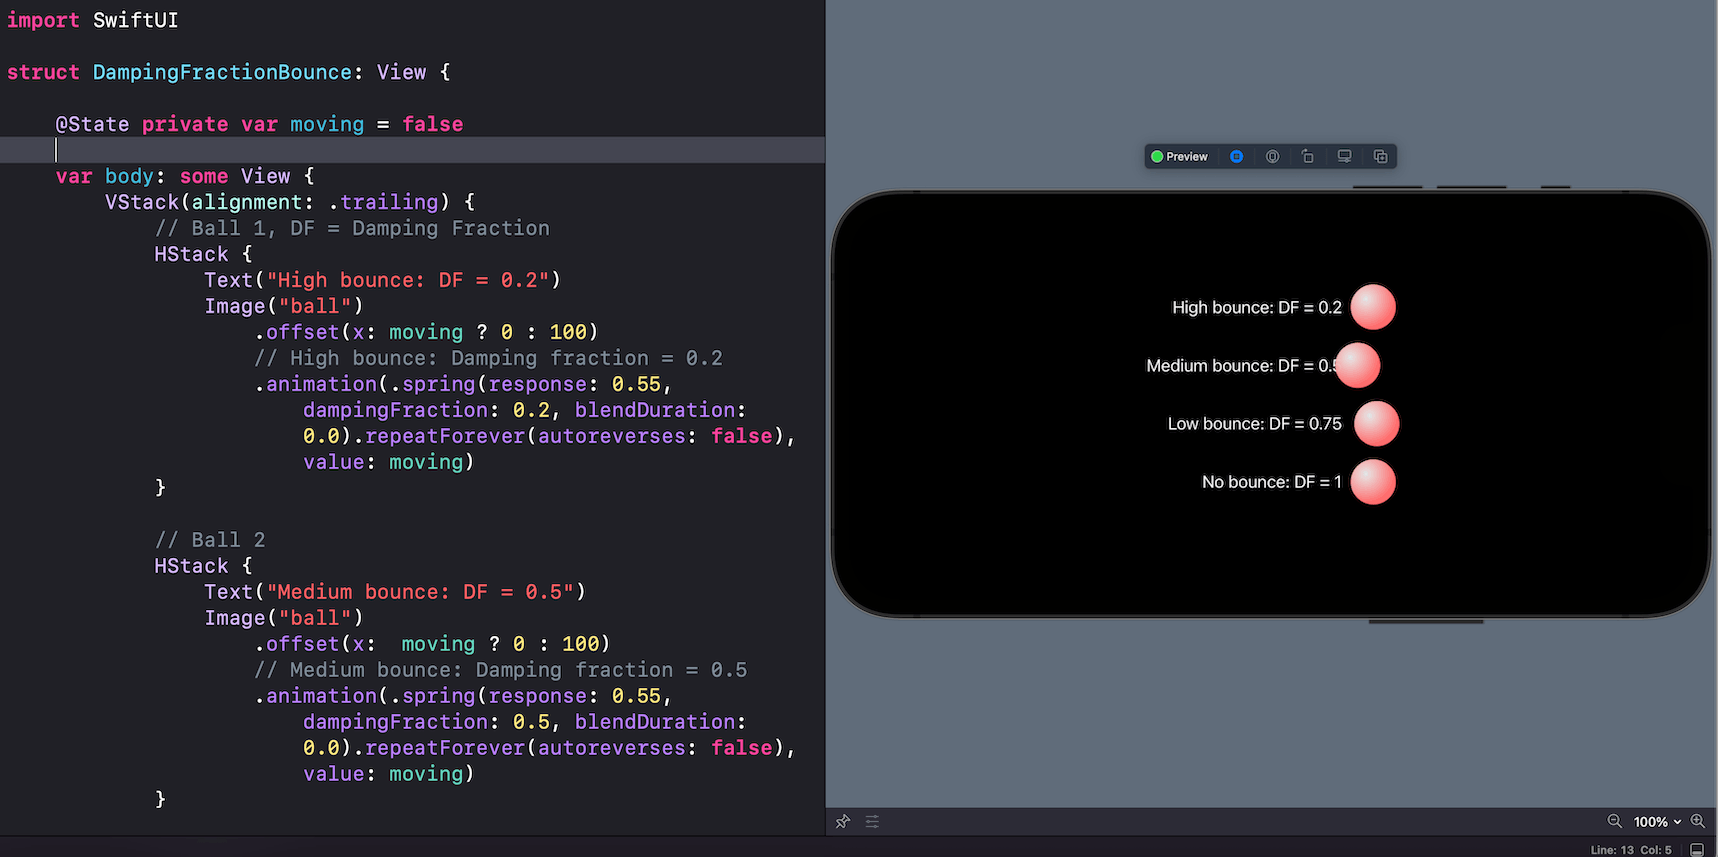 import SwiftUI
struct DampingFractionBounce: View {
@State private var moving = false
var body: some View {
VStack(alignment: .trailing) {
// Ball 1, DF = Damping Fraction
HStack {
Text("High bounce: DF = 0.2")
Image("ball")
.offset(x: moving ? 0 : 100)
// High bounce: Damping fraction = 0.2
.animation(.spring(response: 0.55,
dampingFraction: 0.2, blendDuration:
0.0).repeatForever(autoreverses: false),
value: moving)
}
// Ball 2
HStack {
Text("Medium bounce: DF = 0.5")
Image("ball")
.offset(x:  moving ? 0 : 100)
// Medium bounce: Damping fraction = 0.5
.animation(.spring(response: 0.55,
dampingFraction: 0.5, blendDuration:
0.0).repeatForever(autoreverses: false),
value: moving)
}
Preview
High bounce: DF = 0.2
Medium bounce: DF = 0.5
Low bounce: DF = 0.75
No bounce: DF = 1
100%
Line: 13 Col: 5